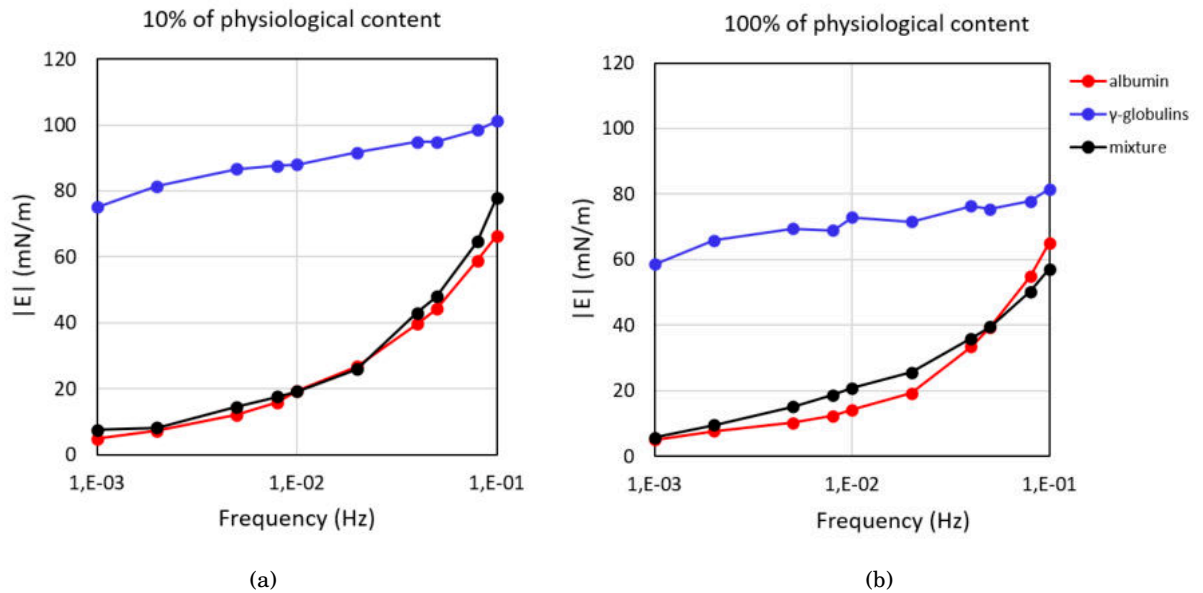 10% of physiological content
120
100
80
60
40
20
0
|E| (mN/m)
1,E-03 1,E-02 1,E-01
Frequency (Hz)
(a)
100% of physiological content
120
100
80
60
40
20
0
|E| (mN/m)
1,E-03 1,E-02 1,E-01
Frequency (Hz)
albumin
γ-globulins
mixture
(b)